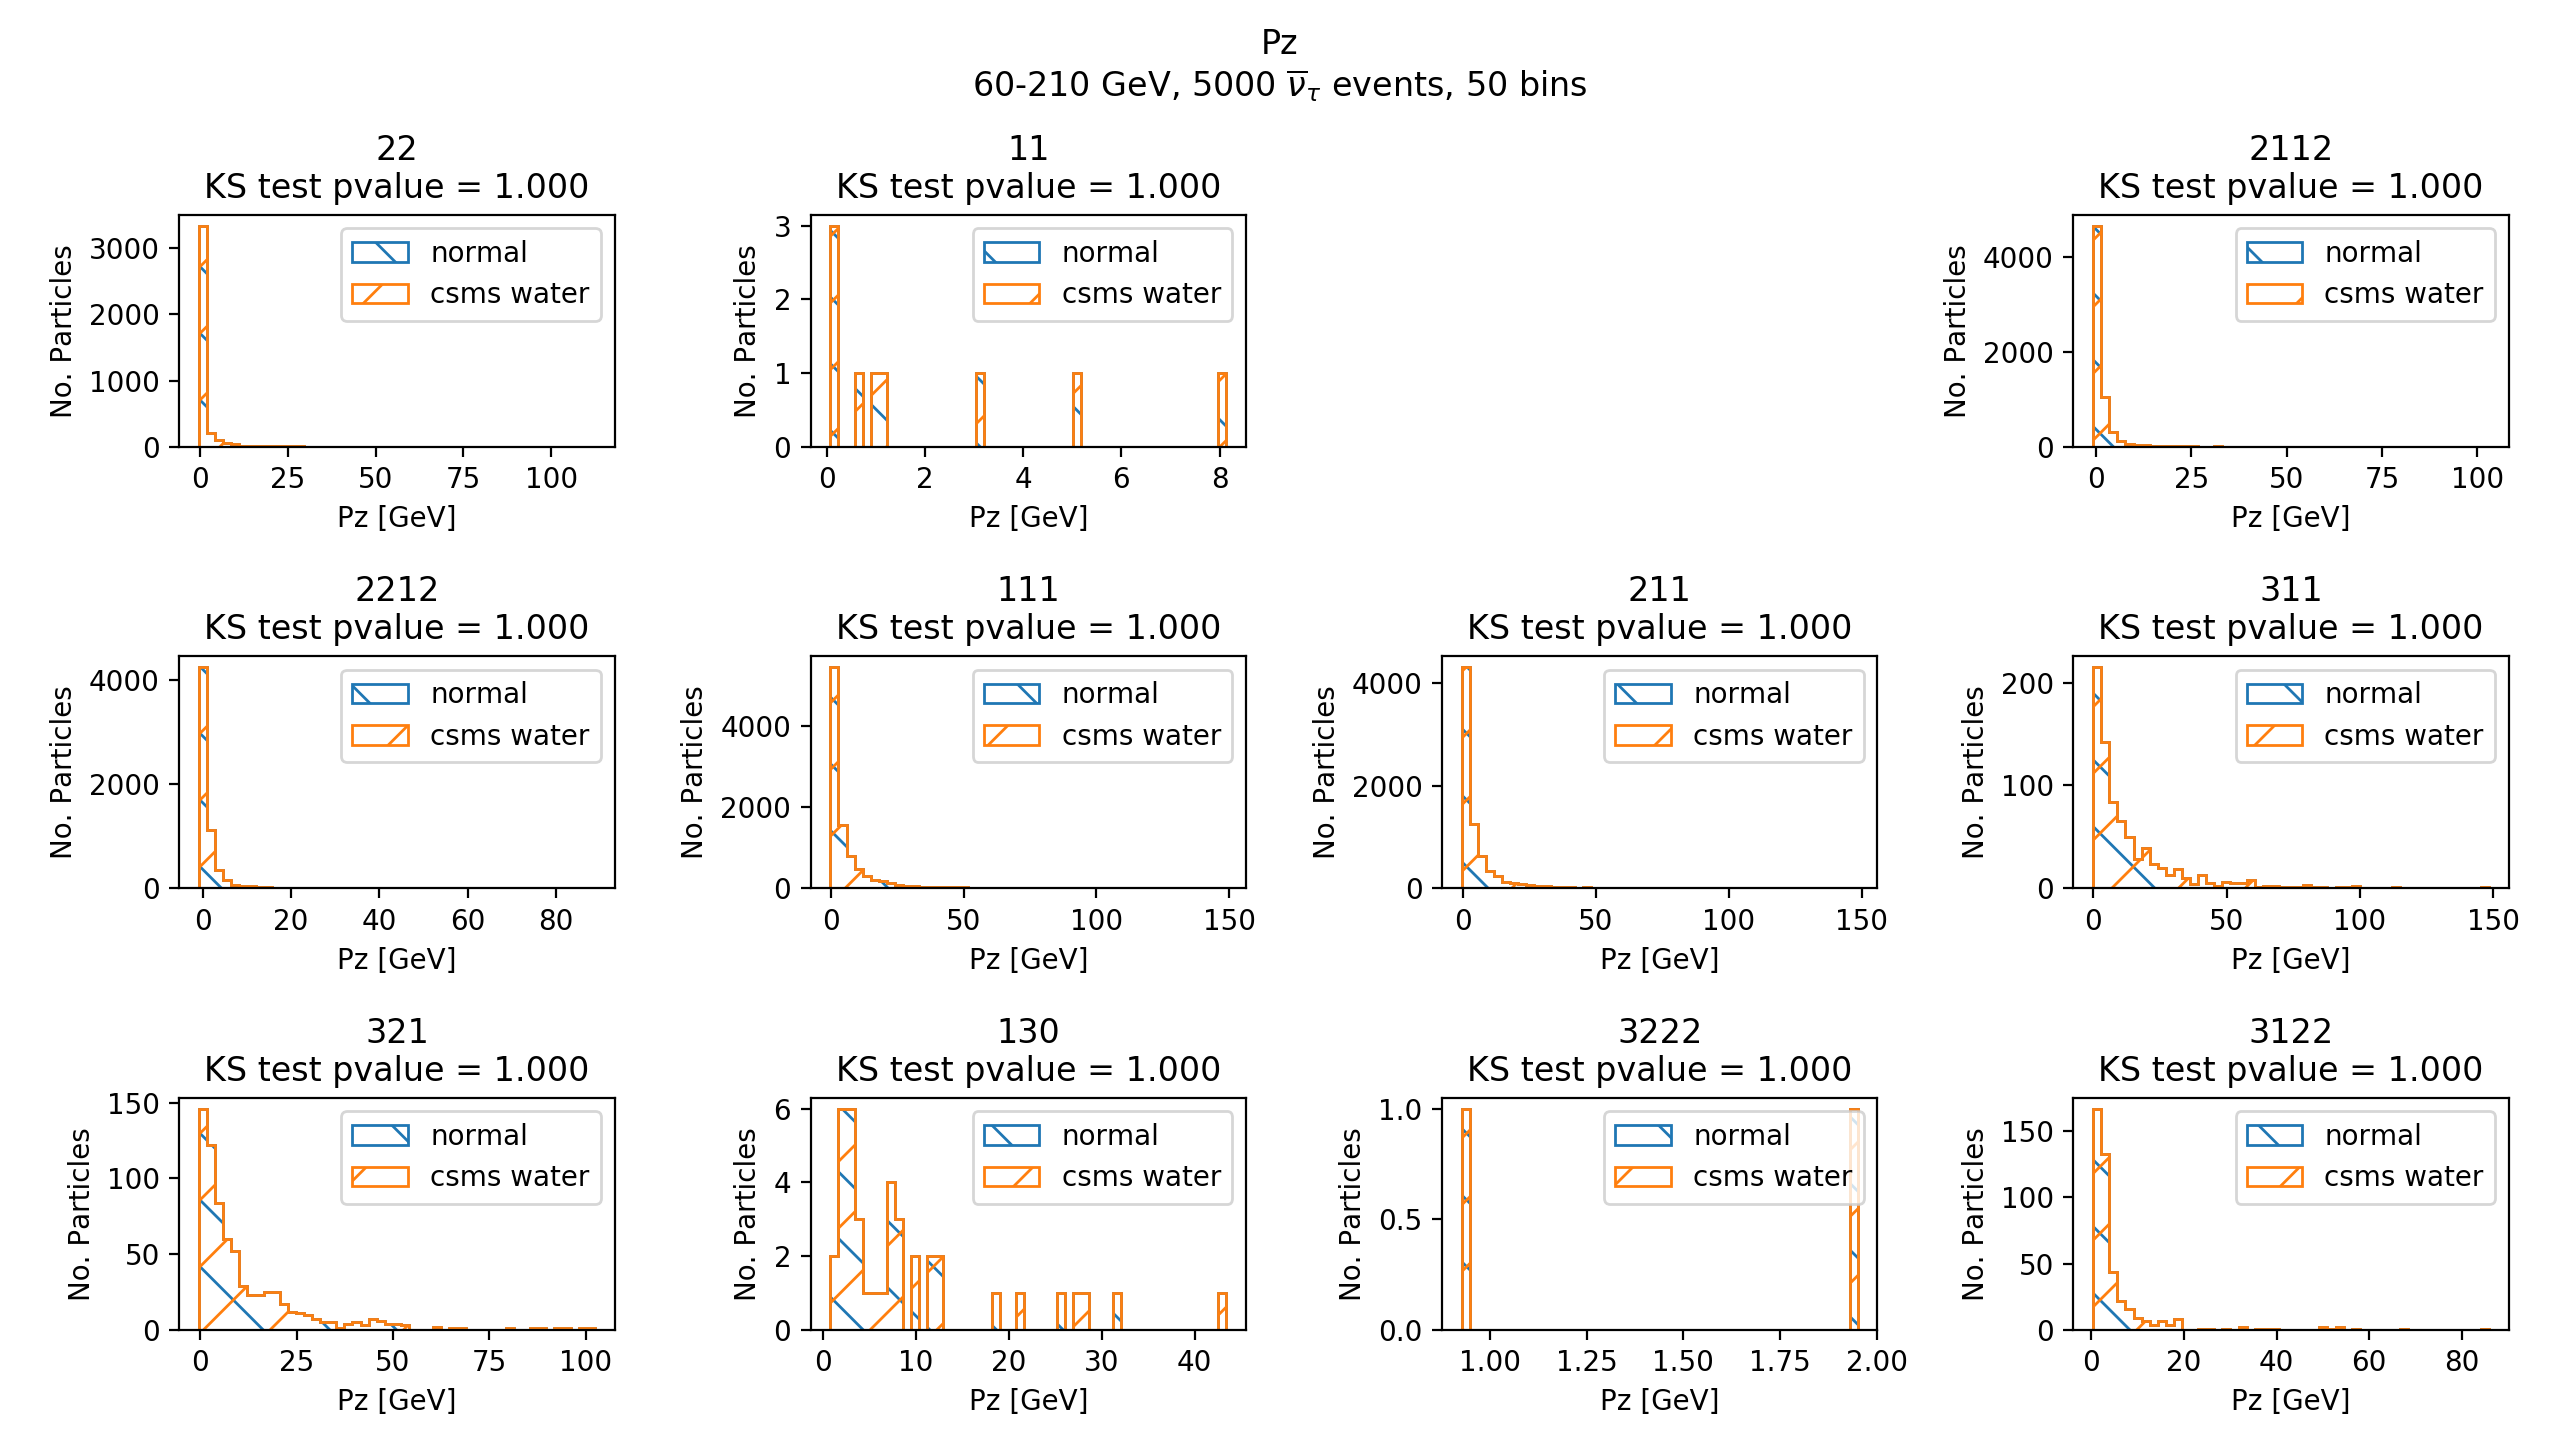 Pz
60-210 GeV, 5000 ν̅τ events, 50 bins
22
KS test pvalue = 1.000
No. Particles
3000
2000
1000
0
normal
csms water
0 25 50 75 100
Pz [GeV]
11
KS test pvalue = 1.000
No. Particles
3
2
1
0
normal
csms water
0 2 4 6 8
Pz [GeV]
2112
KS test pvalue = 1.000
No. Particles
4000
2000
0
normal
csms water
0 25 50 75 100
Pz [GeV]
2212
KS test pvalue = 1.000
No. Particles
4000
2000
0
normal
csms water
0 20 40 60 80
Pz [GeV]
111
KS test pvalue = 1.000
No. Particles
4000
2000
0
normal
csms water
0 50 100 150
Pz [GeV]
211
KS test pvalue = 1.000
No. Particles
4000
2000
0
normal
csms water
0 50 100 150
Pz [GeV]
311
KS test pvalue = 1.000
No. Particles
200
100
0
normal
csms water
0 50 100 150
Pz [GeV]
321
KS test pvalue = 1.000
No. Particles
150
100
50
0
normal
csms water
0 25 50 75 100
Pz [GeV]
130
KS test pvalue = 1.000
No. Particles
6
4
2
0
normal
csms water
0 10 20 30 40
Pz [GeV]
3222
KS test pvalue = 1.000
No. Particles
1.0
0.5
0.0
normal
csms water
1.00 1.25 1.50 1.75 2.00
Pz [GeV]
3122
KS test pvalue = 1.000
No. Particles
150
100
50
0
normal
csms water
0 20 40 60 80
Pz [GeV]